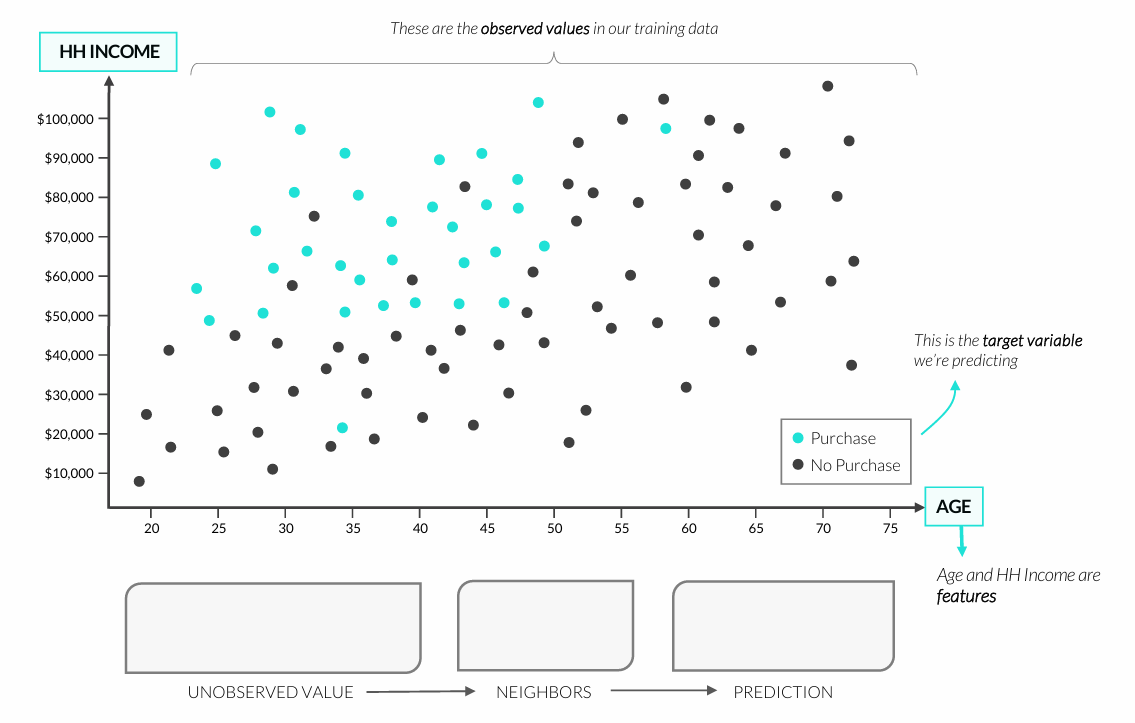 These are the observed values in our training data
HH INCOME
$100,000
$90,000
$80,000
$70,000
$60,000
$50,000
$40,000
$30,000
$20,000
$10,000
This is the target variable
we're predicting
Purchase
No Purchase
20 25 30 35 40 45 50 55 60 65 70 75
AGE
Age and HH Income are
features
UNOBSERVED VALUE
NEIGHBORS
PREDICTION